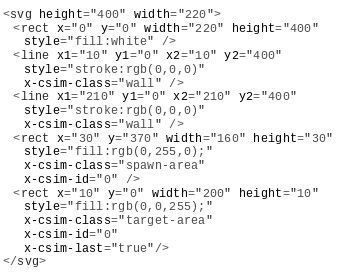 <svg height="400" width="220">
<rect x="0" y="0" width="220" height="400"
style="fill:white" />
<line x1="10" y1="0" x2="10" y2="400"
style="stroke:rgb(0,0,0)"
x-csim-class="wall" />
<line x1="210" y1="0" x2="210" y2="400"
style="stroke:rgb(0,0,0)"
x-csim-class="wall" />
<rect x="30" y="370" width="160" height="30"
style="fill:rgb(0,255,0);"
x-csim-class="spawn-area"
x-csim-id="0" />
<rect x="10" y="0" width="200" height="10"
style="fill:rgb(0,0,255);"
x-csim-class="target-area"
x-csim-id="0"
x-csim-last="true"/>
</svg>